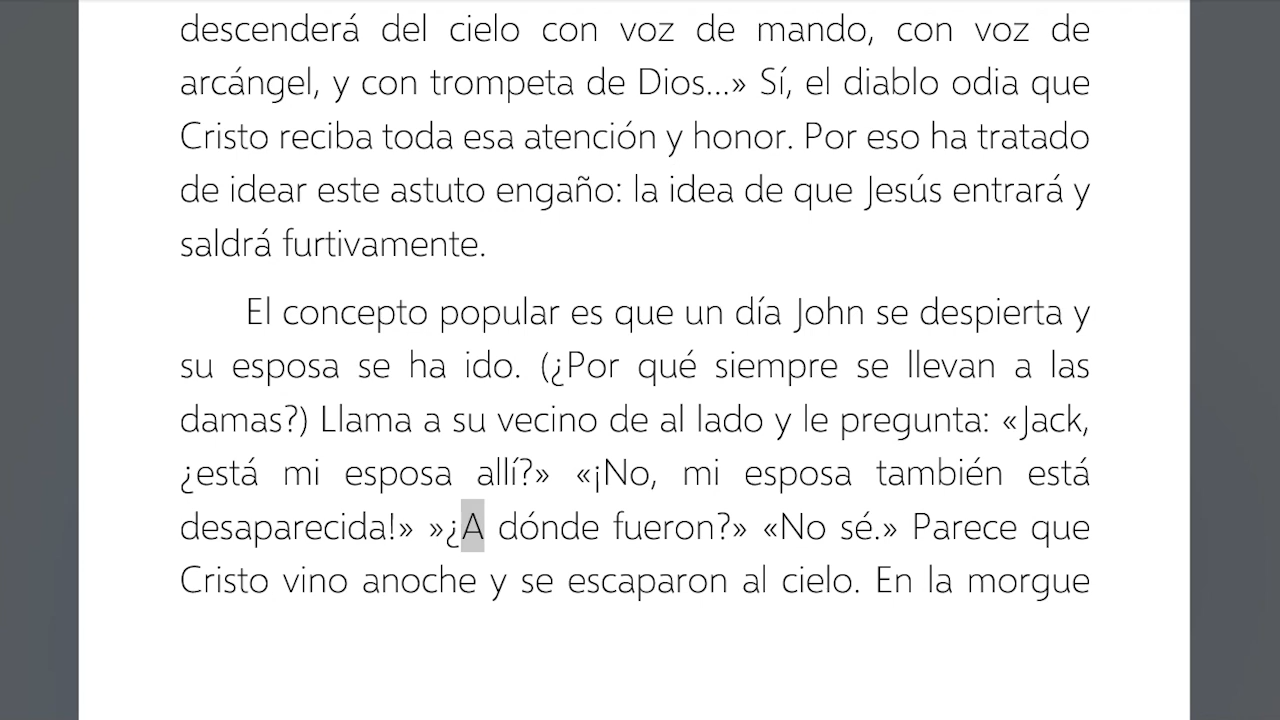 descenderá del cielo con voz de mando, con voz de
arcángel, y con trompeta de Dios...» Sí, el diablo odia que
Cristo reciba toda esa atención y honor. Por eso ha tratado
de idear este astuto engaño: la idea de que Jesús entrará y
saldrá furtivamente.
El concepto popular es que un día John se despierta y
su esposa se ha ido. (¿Por qué siempre se llevan a las
damas?) Llama a su vecino de al lado y le pregunta: «Jack,
¿está mi esposa allí?» «¡No, mi esposa también está
desaparecida!» »¿A dónde fueron?» «No sé.» Parece que
Cristo vino anoche y se escaparon al cielo. En la morgue